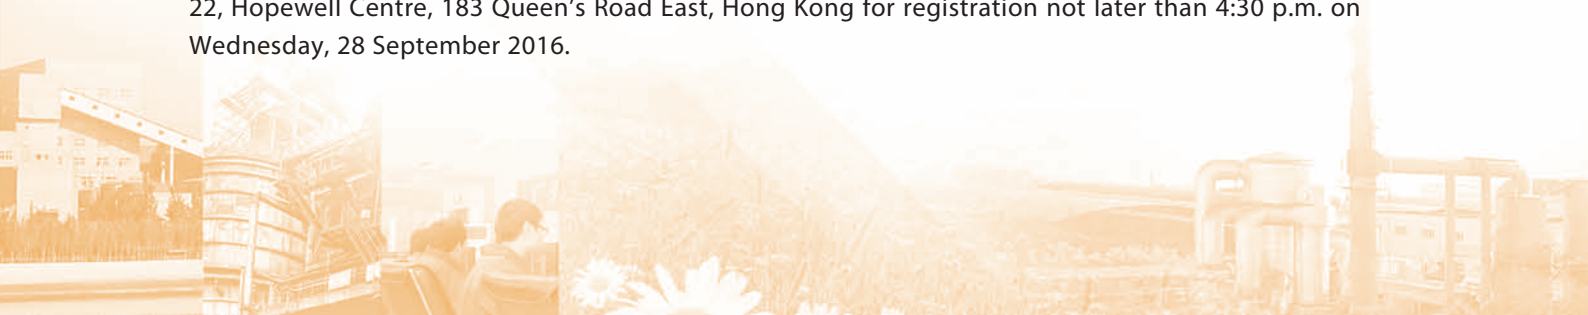 22, Hopewell Centre, 183 Queen's Road East, Hong Kong for registration not later than 4:30 p.m. on
Wednesday, 28 September 2016.